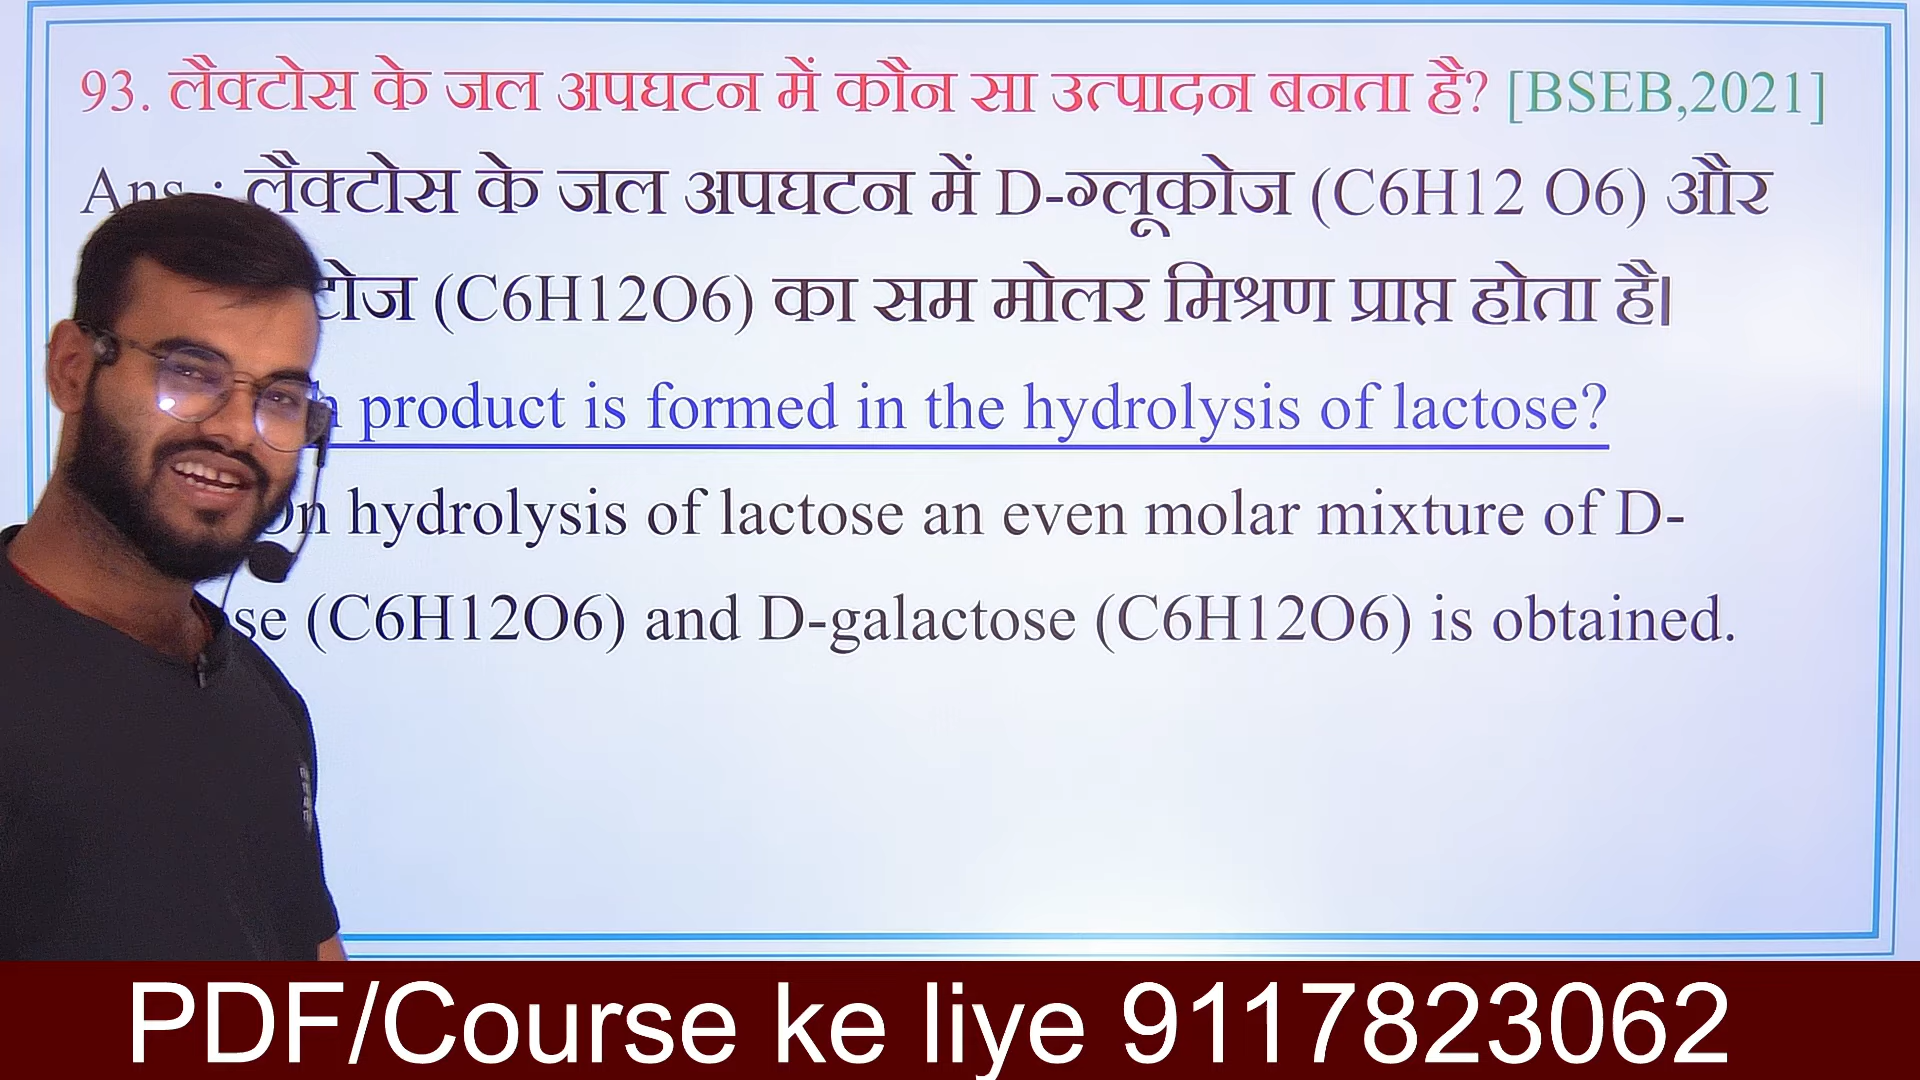 93. लैक्टोस के जल अपघटन में कौन सा उत्पादन बनता है? [BSEB,2021]
Ans : लैक्टोस के जल अपघटन में D-ग्लूकोज (C6H12 O6) और
(C6H12O6) का सम मोलर मिश्रण प्राप्त होता है।
product is formed in the hydrolysis of lactose?
On hydrolysis of lactose an even molar mixture of D-
se (C6H12O6) and D-galactose (C6H12O6) is obtained.
PDF/Course ke liye 9117823062